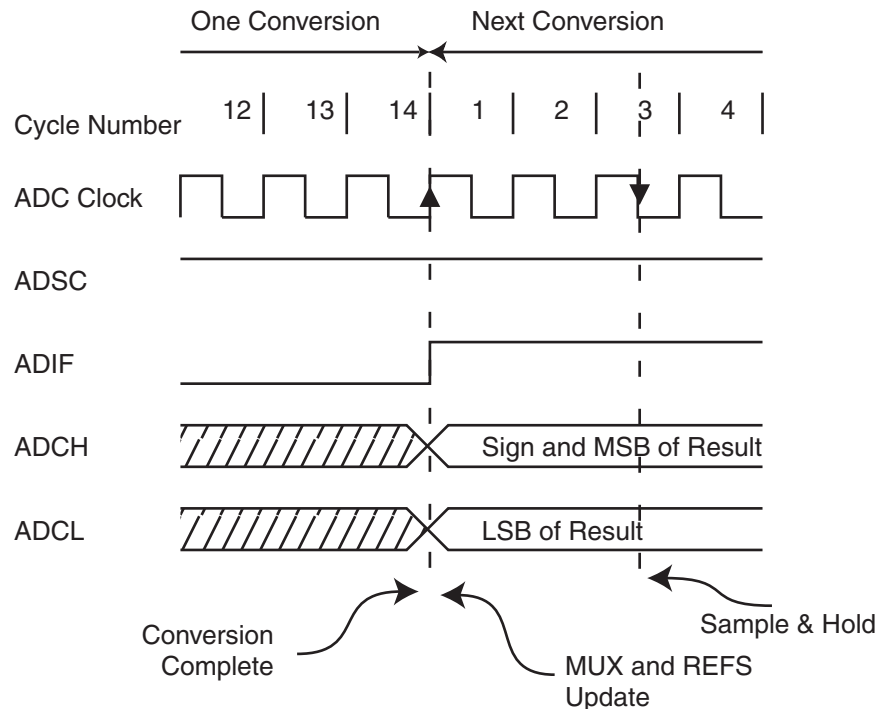 One Conversion
Next Conversion
Cycle Number
12 13 14 1 2 3 4
ADC Clock
ADSC
ADIF
ADCH
Sign and MSB of Result
ADCL
LSB of Result
Conversion
Complete
MUX and REFS
Update
Sample & Hold